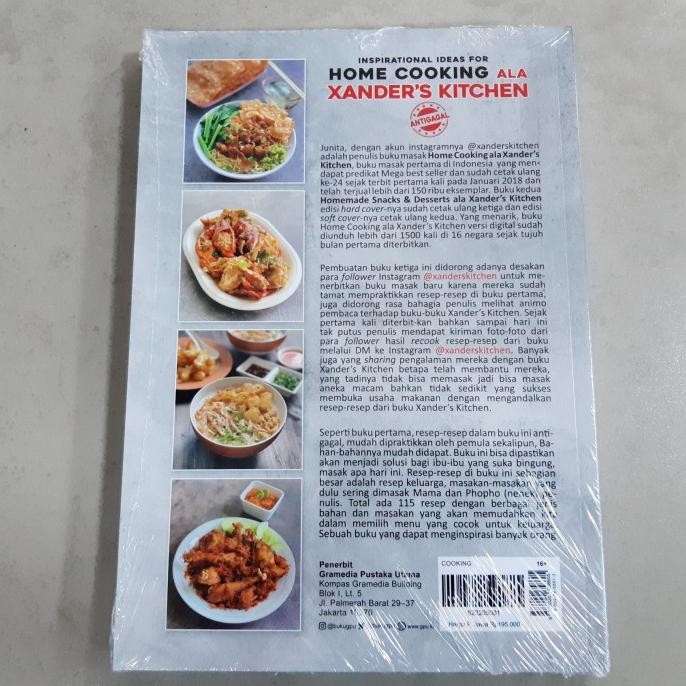 INSPIRATIONAL IDEAS FOR
HOME COOKING ALA
XANDER'S KITCHEN
ANTIGAGAL
Junita, dengan akun instagramnya @xanderskitchen
adalah penulis buku masak Home Cooking ala Xander's
Kitchen, buku masak pertama di Indonesia yang men-
dapat predikat Mega best seller dan sudah cetak ulang
ke-24 sejak terbit pertama kali pada Januari 2018 dan
telah terjual lebih dari 150 ribu eksemplar. Buku kedua
Homemade Snacks & Desserts ala Xander's Kitchen
edisi hard cover-nya sudah cetak ulang ketiga dan edisi
soft cover-nya cetak ulang kedua. Yang menarik, buku
Home Cooking ala Xander's Kitchen versi digital sudah
diunduh lebih dari 1500 kali di 16 negara sejak tujuh
bulan pertama diterbitkan.
Pembuatan buku ketiga ini didorong adanya desakan
para follower Instagram @xanderskitchen untuk me-
nerbitkan buku masak baru karena mereka sudah
tamat mempraktikkan resep-resep di buku pertama,
juga didorong rasa bahagia penulis melihat animo
pembaca terhadap buku-buku Xander's Kitchen. Sejak
pertama kali diterbit-kan bahkan sampai hari ini
tak putus penulis mendapat kiriman foto-foto dari
para follower hasil recook resep-resep dari buku
melalui DM ke Instagram @xanderskitchen. Banyak
juga yang sharing pengalaman mereka dengan buku
Xander's Kitchen betapa telah membantu mereka,
yang tadinya tidak bisa memasak jadi bisa masak
aneka macam bahkan tidak sedikit yang sukses
membuka usaha makanan dengan mengandalkan
resep-resep dari buku Xander's Kitchen.
Seperti buku pertama, resep-resep dalam buku ini anti-
gagal, mudah dipraktikkan oleh pemula sekalipun, Ba-
han-bahannya mudah didapat. Buku ini bisa dipastikan
akan menjadi solusi bagi ibu-ibu yang suka bingung,
masak apa hari ini. Resep-resep di buku ini sebagian
besar adalah resep keluarga, masakan-masakan yang
dulu sering dimasak Mama dan Phopho (nenek) pe-
nulis. Total ada 115 resep dengan berbagai jenis
bahan dan masakan yang akan memudahkan kita
dalam memilih menu yang cocok untuk keluarga.
Sebuah buku yang dapat menginspirasi banyak orang
Penerbit
Gramedia Pustaka Utama
Kompas Gramedia Building
Blok I, Lt. 5
Jl. Palmerah Barat 29–37
Jakarta
@bukugpu
www.gpu
COOKING
16+
195.000